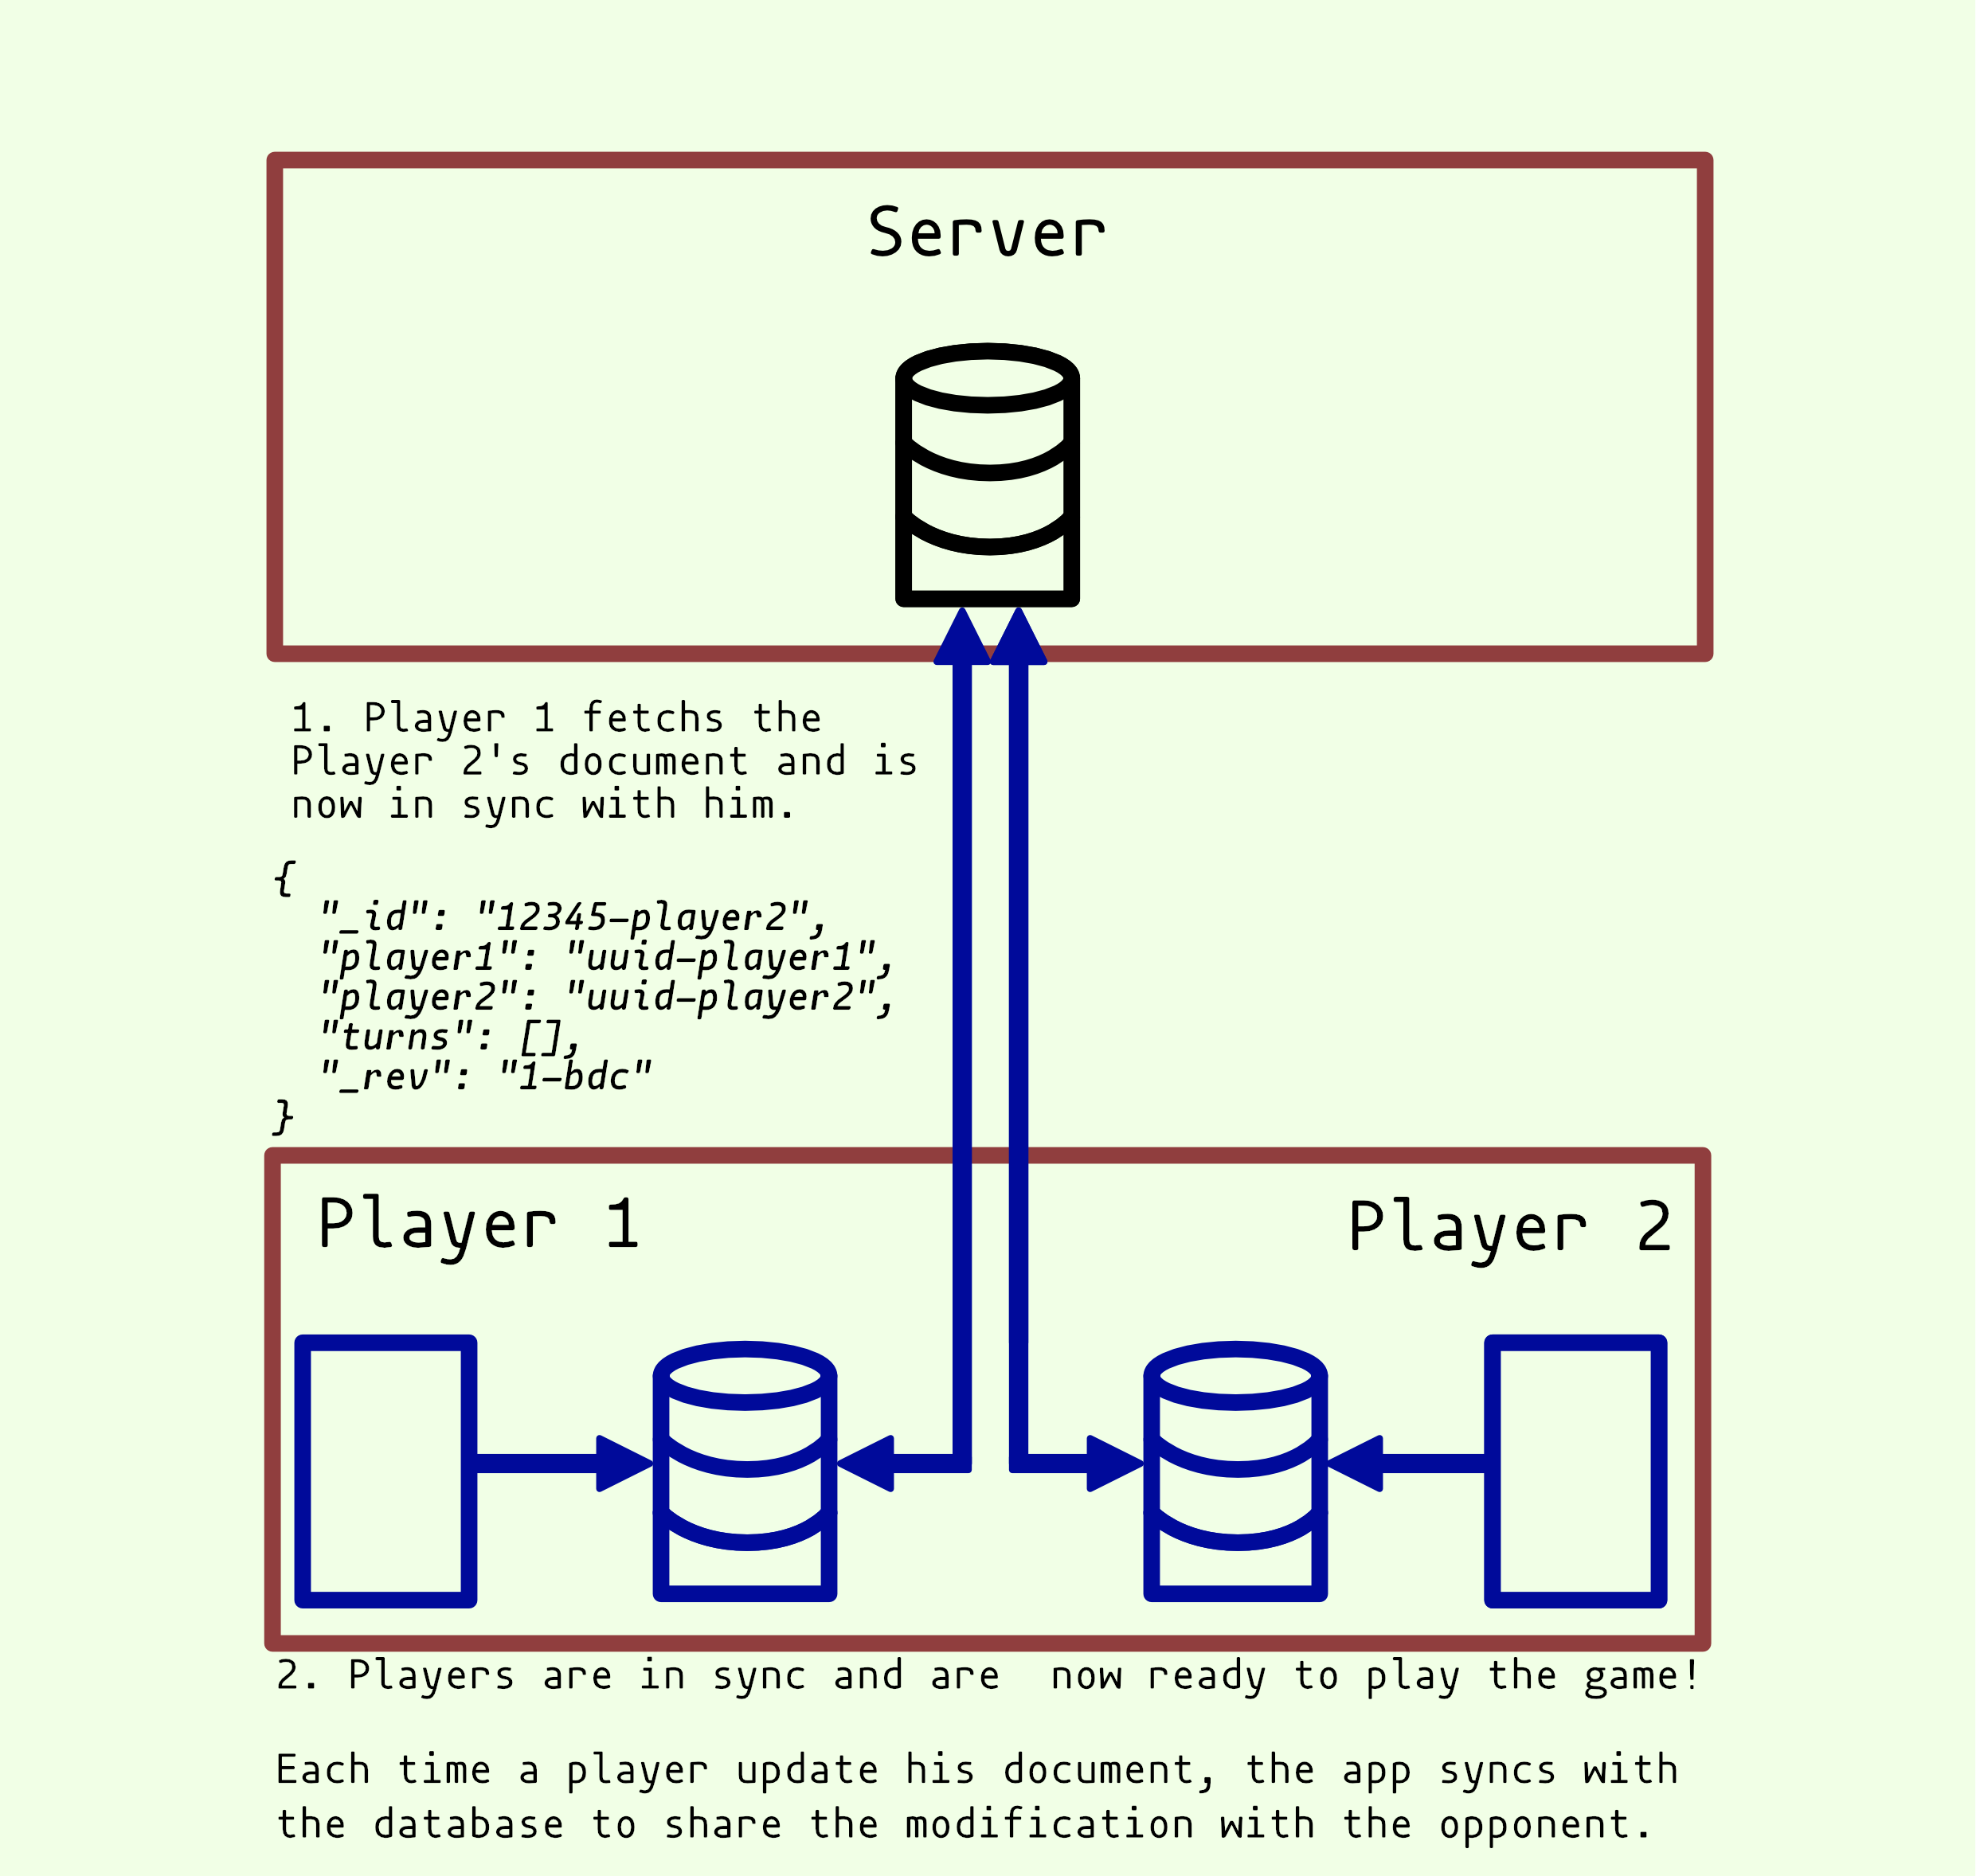 Server
1. Player 1 fetchs the
Player 2's document and is
now in sync with him.
{
"_id": "12345-player2",
"player1": "uuid-player1",
"player2": "uuid-player2",
"turns": [],
"_rev": "1-bdc"
}
Player 1
Player 2
2. Players are in sync and are  now ready to play the game!
Each time a player update his document, the app syncs with
the database to share the modification with the opponent.